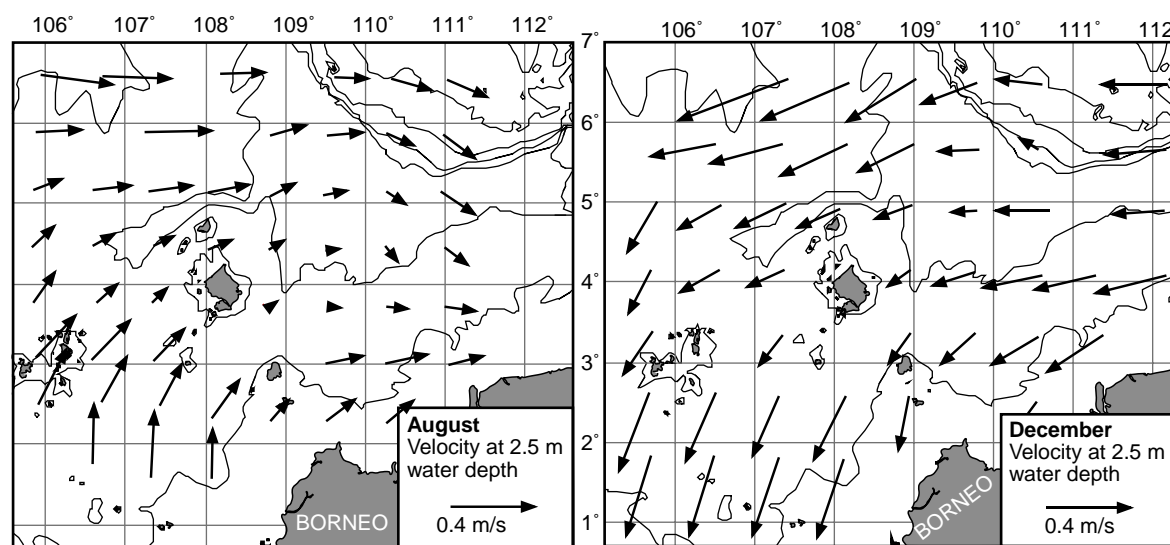 106˚ 107˚ 108˚ 109˚ 110˚ 111˚ 112˚
106˚ 107˚ 108˚ 109˚ 110˚ 111˚ 112˚
7˚
6˚
5˚
4˚
3˚
2˚
1˚
August
Velocity at 2.5 m
water depth
0.4 m/s
BORNEO
December
Velocity at 2.5 m
water depth
0.4 m/s
BORNEO